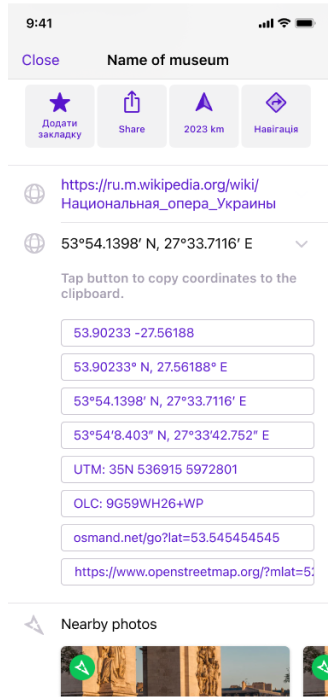 9:41
Close Name of museum
Додати
закладку
Share
2023 km
Навігація
https://ru.m.wikipedia.org/wiki/
Национальная_опера_Украины
53°54.1398′ N, 27°33.7116′ E
Tap button to copy coordinates to the
clipboard.
53.90233 -27.56188
53.90233° N, 27.56188° E
53°54.1398′ N, 27°33.7116′ E
53°54′8.403″ N, 27°33′42.752″ E
UTM: 35N 536915 5972801
OLC: 9G59WH26+WP
osmand.net/go?lat=53.545454545
https://www.openstreetmap.org/?mlat=53
Nearby photos